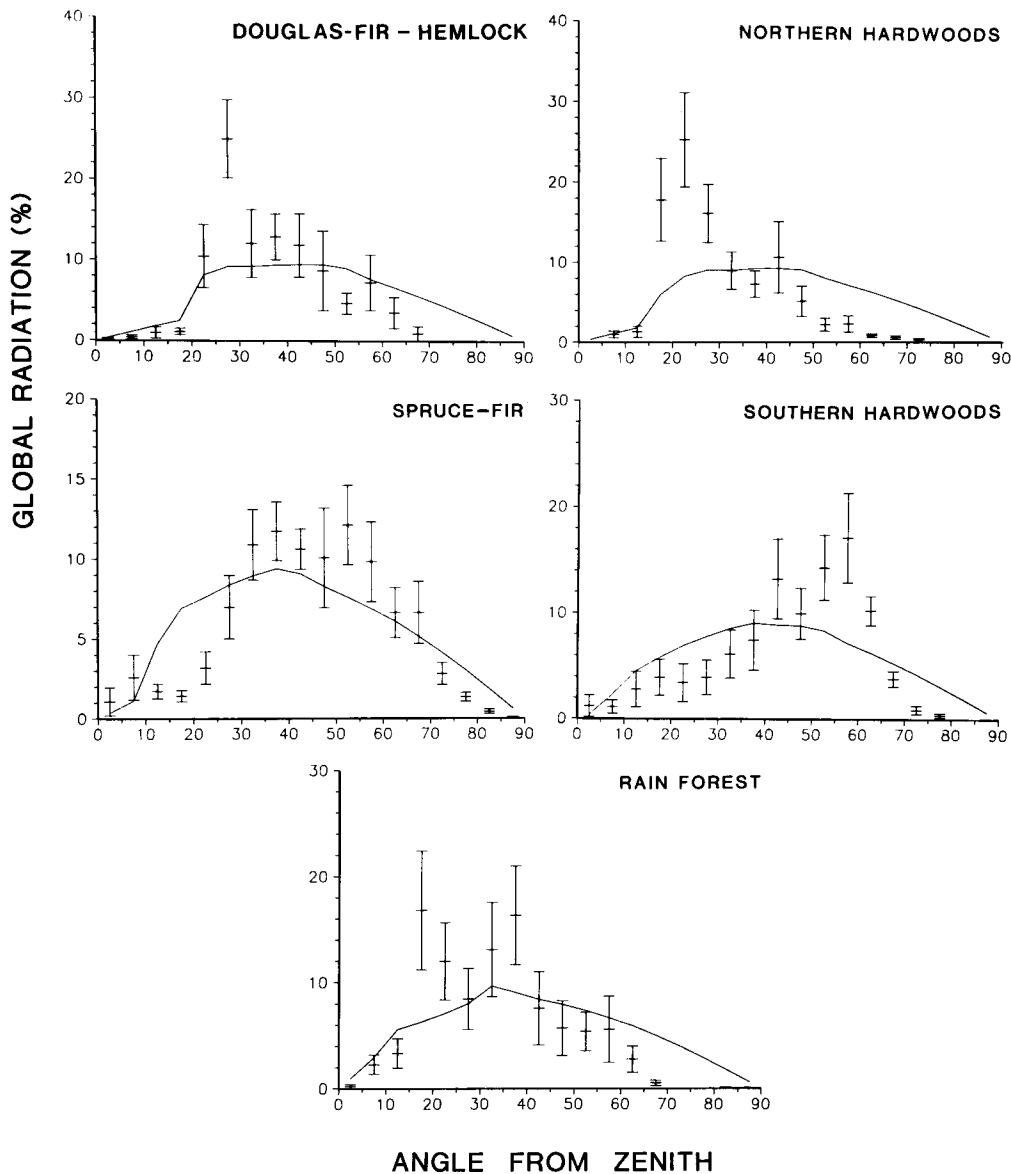 DOUGLAS-FIR – HEMLOCK
40
30
20
10
0
0 10 20 30 40 50 60 70 80 90
NORTHERN HARDWOODS
40
30
20
10
0
0 10 20 30 40 50 60 70 80 90
GLOBAL RADIATION (%)
SPRUCE–FIR
20
15
10
5
0
0 10 20 30 40 50 60 70 80 90
SOUTHERN HARDWOODS
30
20
10
0
0 10 20 30 40 50 60 70 80 90
RAIN FOREST
30
20
10
0
0 10 20 30 40 50 60 70 80 90
ANGLE FROM ZENITH